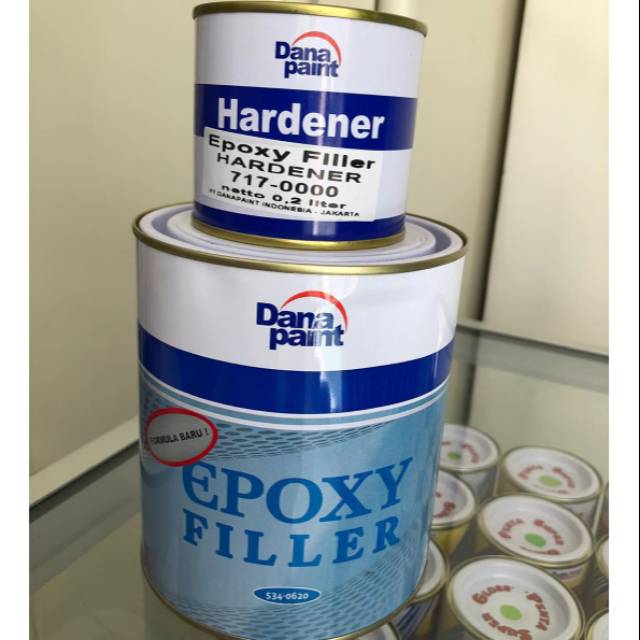 Dana
paint
Hardener
Epoxy Filler
HARDENER
717-0000
netto 0,2 liter
PT DANAPAINT INDONESIA - JAKARTA
Dana
paint
FORMULA BARU !
EPOXY
FILLER
534-0620